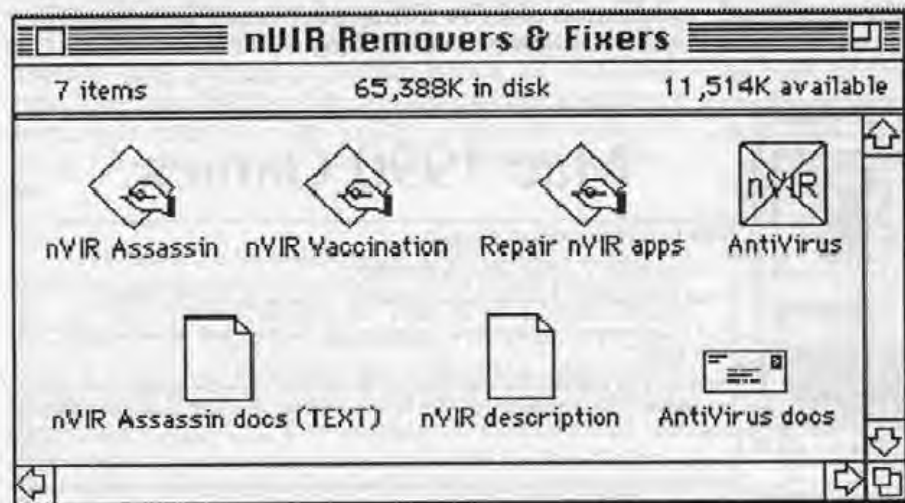 nVIR Removers & Fixers
7 items 65,388K in disk 11,514K available
nVIR
nVIR Assassin nVIR Vaccination Repair nVIR apps AntiVirus
nVIR Assassin docs (TEXT) nVIR description AntiVirus docs